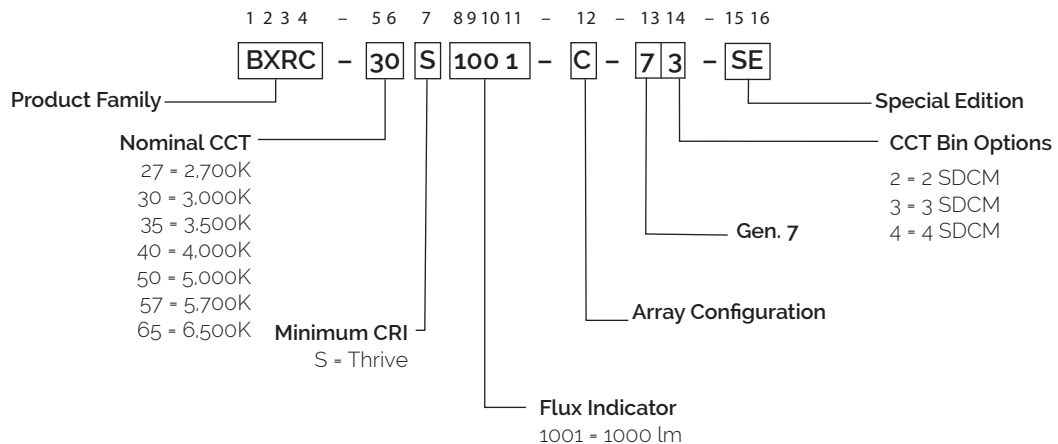 1 2 3 4 – 5 6 7 8 9 10 11 – 12 – 13 14 – 15 16
BXRC – 30 S 100 1 – C – 7 3 – SE
Product Family
Special Edition
Nominal CCT
27 = 2,700K
30 = 3,000K
35 = 3,500K
40 = 4,000K
50 = 5,000K
57 = 5,700K
65 = 6,500K
CCT Bin Options
2 = 2 SDCM
3 = 3 SDCM
4 = 4 SDCM
Gen. 7
Array Configuration
Minimum CRI
S = Thrive
Flux Indicator
1001 = 1000 lm